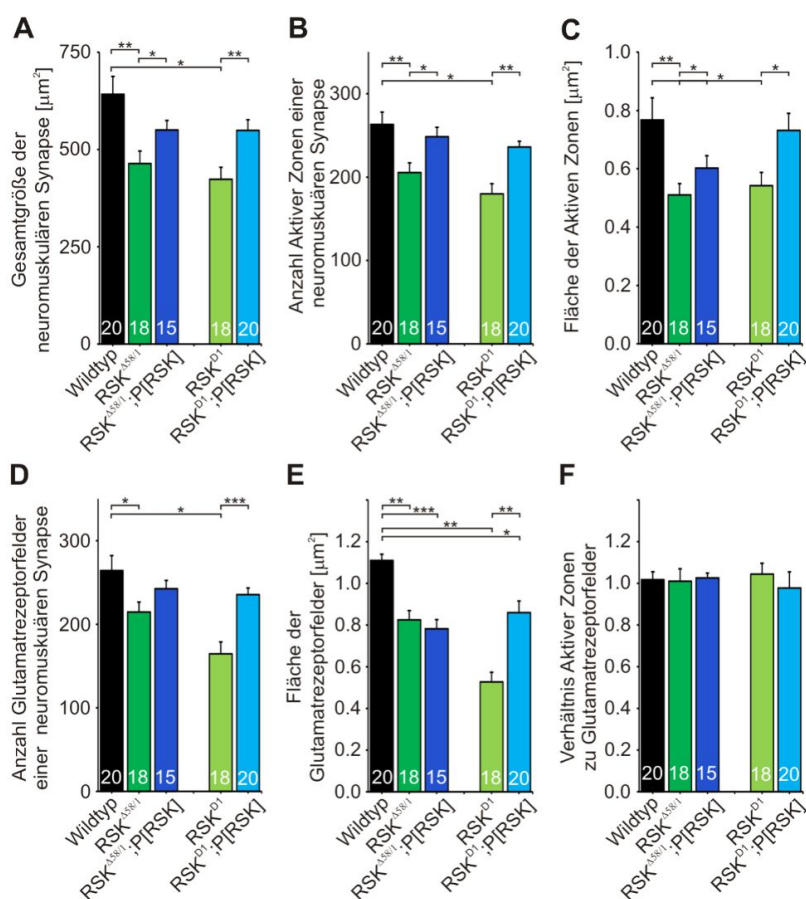 A
Gesamtgröße der
neuromuskulären Synapse [µm²]
750
500
250
0
** * * **
20 18 15 18 20
Wildtyp
RSK^Δ58/1
RSK^Δ58/1;P[RSK]
RSK^D1
RSK^D1;P[RSK]
B
Anzahl Aktiver Zonen einer
neuromuskuären Synapse
300
200
100
0
** * * **
20 18 15 18 20
Wildtyp
RSK^Δ58/1
RSK^Δ58/1;P[RSK]
RSK^D1
RSK^D1;P[RSK]
C
Fläche der Aktiven Zonen [µm²]
1.0
0.8
0.6
0.4
0.2
0.0
** * * *
20 18 15 18 20
Wildtyp
RSK^Δ58/1
RSK^Δ58/1;P[RSK]
RSK^D1
RSK^D1;P[RSK]
D
Anzahl Glutamatrezeptorfelder
einer neuromuskuären Synapse
300
200
100
0
* * ***
20 18 15 18 20
Wildtyp
RSK^Δ58/1
RSK^Δ58/1;P[RSK]
RSK^D1
RSK^D1;P[RSK]
E
Fläche der
Glutamatrezeptorfelder [µm²]
1.2
1.0
0.8
0.6
0.4
0.2
0.0
** *** ** ** *
20 18 15 18 20
Wildtyp
RSK^Δ58/1
RSK^Δ58/1;P[RSK]
RSK^D1
RSK^D1;P[RSK]
F
Verhältnis Aktiver Zonen
zu Glutamatrezeptorfelder
1.2
1.0
0.8
0.6
0.4
0.2
0.0
20 18 15 18 20
Wildtyp
RSK^Δ58/1
RSK^Δ58/1;P[RSK]
RSK^D1
RSK^D1;P[RSK]